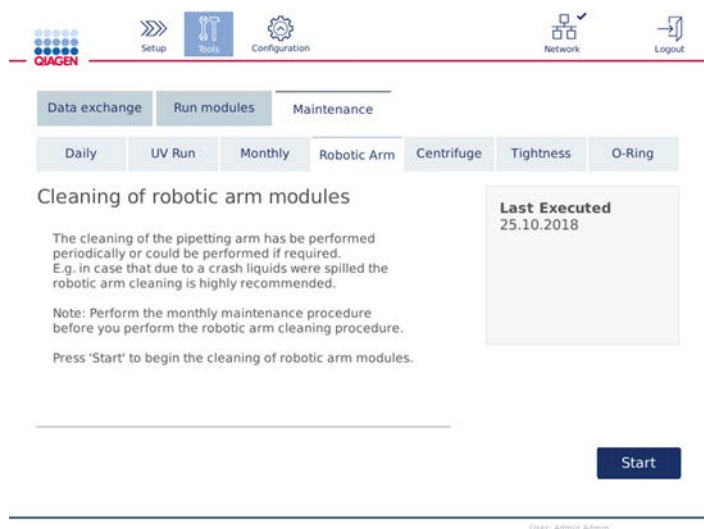 QIAGEN
Setup
Tools
Configuration
Network
Logout
Data exchange
Run modules
Maintenance
Daily
UV Run
Monthly
Robotic Arm
Centrifuge
Tightness
O-Ring
Cleaning of robotic arm modules
The cleaning of the pipetting arm has be performed
periodically or could be performed if required.
E.g. in case that due to a crash liquids were spilled the
robotic arm cleaning is highly recommended.
Note: Perform the monthly maintenance procedure
before you perform the robotic arm cleaning procedure.
Press 'Start' to begin the cleaning of robotic arm modules.
Last Executed
25.10.2018
Start
User: Admin Admin